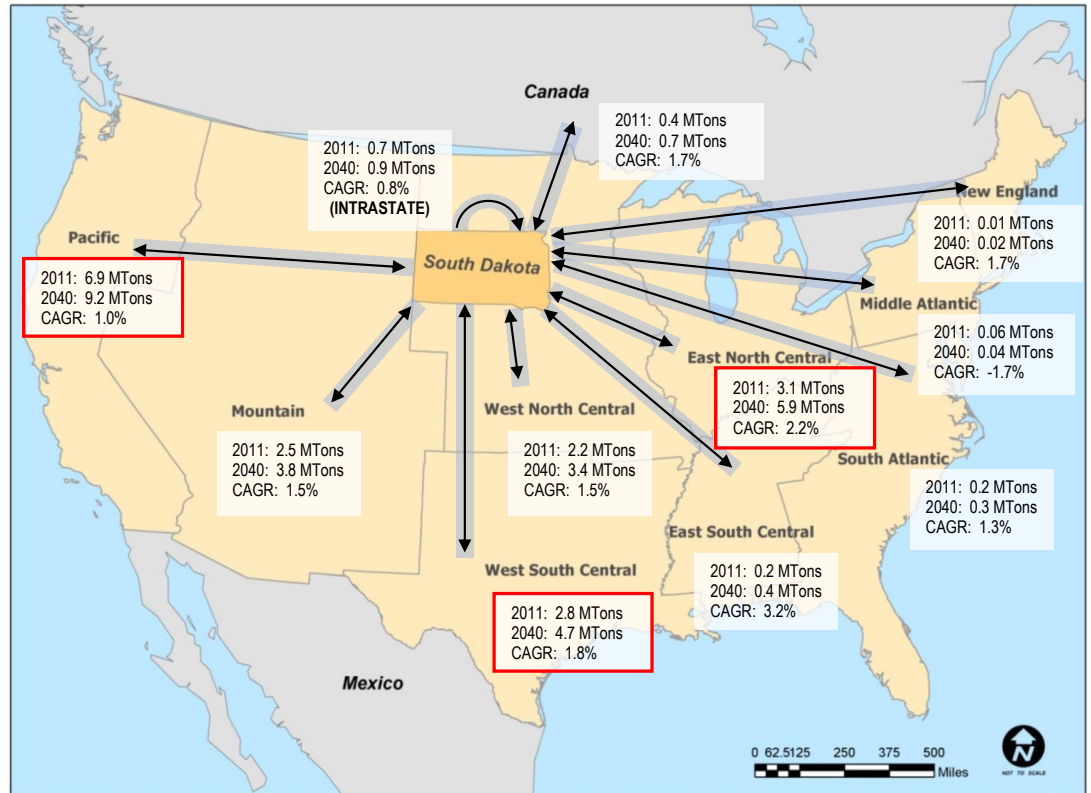 Canada
2011: 0.4 MTons
2040: 0.7 MTons
CAGR: 1.7%
2011: 0.7 MTons
2040: 0.9 MTons
CAGR: 0.8%
(INTRASTATE)
New England
2011: 0.01 MTons
2040: 0.02 MTons
CAGR: 1.7%
Pacific
2011: 6.9 MTons
2040: 9.2 MTons
CAGR: 1.0%
South Dakota
Middle Atlantic
2011: 0.06 MTons
2040: 0.04 MTons
CAGR: -1.7%
East North Central
2011: 3.1 MTons
2040: 5.9 MTons
CAGR: 2.2%
Mountain
2011: 2.5 MTons
2040: 3.8 MTons
CAGR: 1.5%
West North Central
2011: 2.2 MTons
2040: 3.4 MTons
CAGR: 1.5%
South Atlantic
2011: 0.2 MTons
2040: 0.3 MTons
CAGR: 1.3%
East South Central
2011: 0.2 MTons
2040: 0.4 MTons
CAGR: 3.2%
West South Central
2011: 2.8 MTons
2040: 4.7 MTons
CAGR: 1.8%
Mexico
0 62.5125 250 375 500
Miles
N
NOT TO SCALE